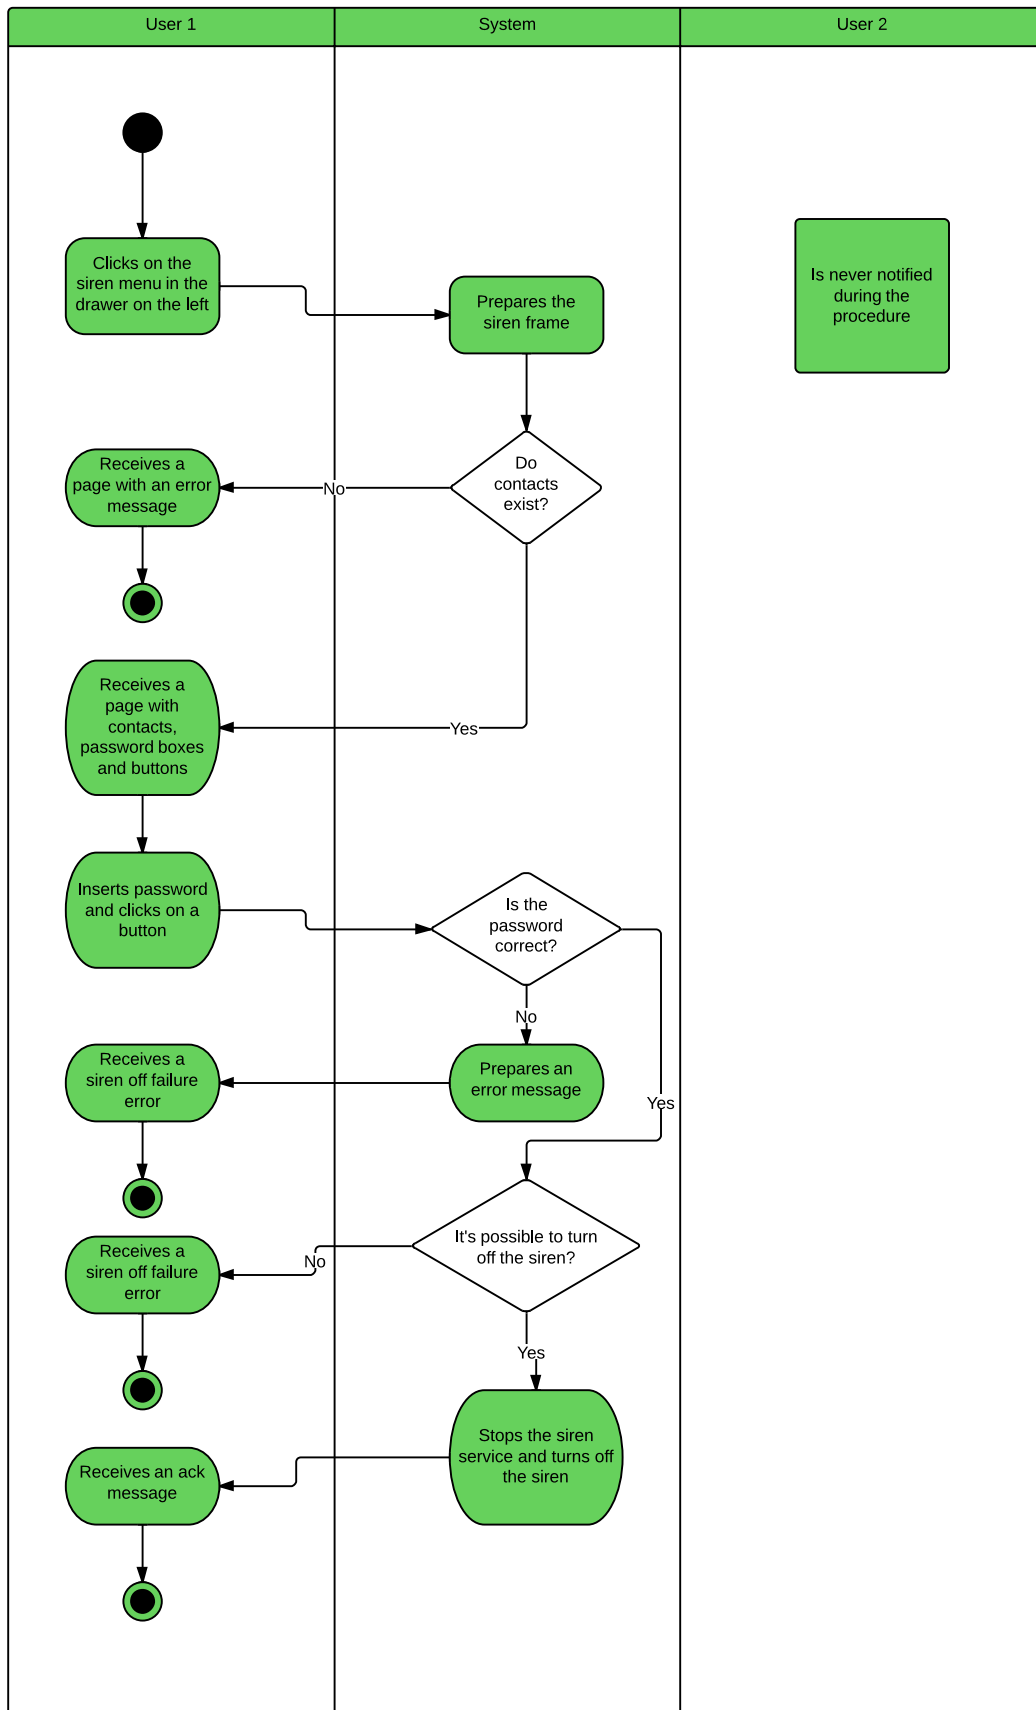 User 1
System
User 2
Clicks on the
siren menu in the
drawer on the left
Prepares the
siren frame
Is never notified
during the
procedure
Do
contacts
exist?
No
Receives a
page with an error
message
Yes
Receives a
page with
contacts,
password boxes
and buttons
Inserts password
and clicks on a
button
Is the
password
correct?
No
Yes
Prepares an
error message
Receives a
siren off failure
error
It's possible to turn
off the siren?
No
Receives a
siren off failure
error
Yes
Stops the siren
service and turns off
the siren
Receives an ack
message